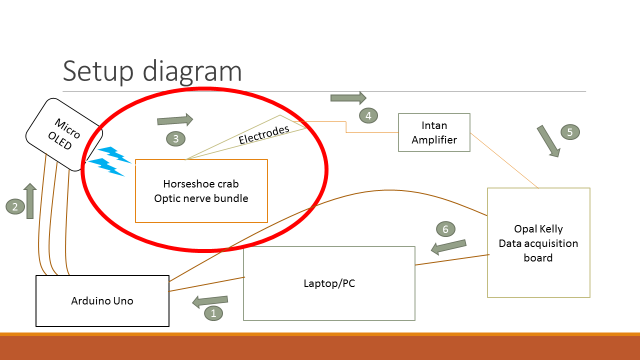 Setup diagram
Micro
OLED
3
Electrodes
4
Intan
Amplifier
5
Horseshoe crab
Optic nerve bundle
2
Opal Kelly
Data acquisition
board
6
Laptop/PC
Arduino Uno
1